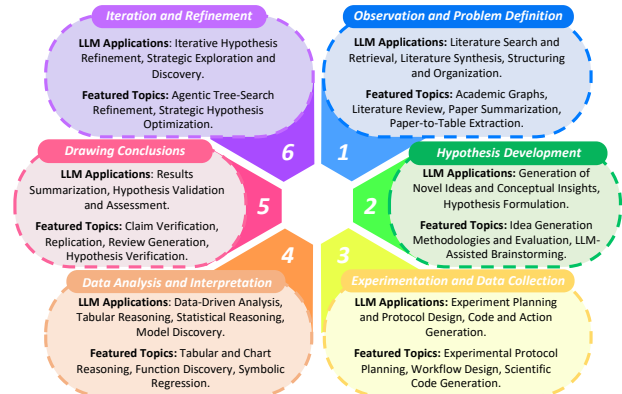 Observation and Problem Definition
LLM Applications: Literature Search and
Retrieval, Literature Synthesis, Structuring
and Organization.
Featured Topics: Academic Graphs,
Literature Review, Paper Summarization,
Paper-to-Table Extraction.
1
Hypothesis Development
LLM Applications: Generation of
Novel Ideas and Conceptual Insights,
Hypothesis Formulation.
Featured Topics: Idea Generation
Methodologies and Evaluation, LLM-
Assisted Brainstorming.
2
Experimentation and Data Collection
LLM Applications: Experiment Planning
and Protocol Design, Code and Action
Generation.
Featured Topics: Experimental Protocol
Planning, Workflow Design, Scientific
Code Generation.
3
Data Analysis and Interpretation
LLM Applications: Data-Driven Analysis,
Tabular Reasoning, Statistical Reasoning,
Model Discovery.
Featured Topics: Tabular and Chart
Reasoning, Function Discovery, Symbolic
Regression.
4
Drawing Conclusions
LLM Applications: Results
Summarization, Hypothesis Validation
and Assessment.
Featured Topics: Claim Verification,
Replication, Review Generation,
Hypothesis Verification.
5
Iteration and Refinement
LLM Applications: Iterative Hypothesis
Refinement, Strategic Exploration and
Discovery.
Featured Topics: Agentic Tree-Search
Refinement, Strategic Hypothesis
Optimization.
6